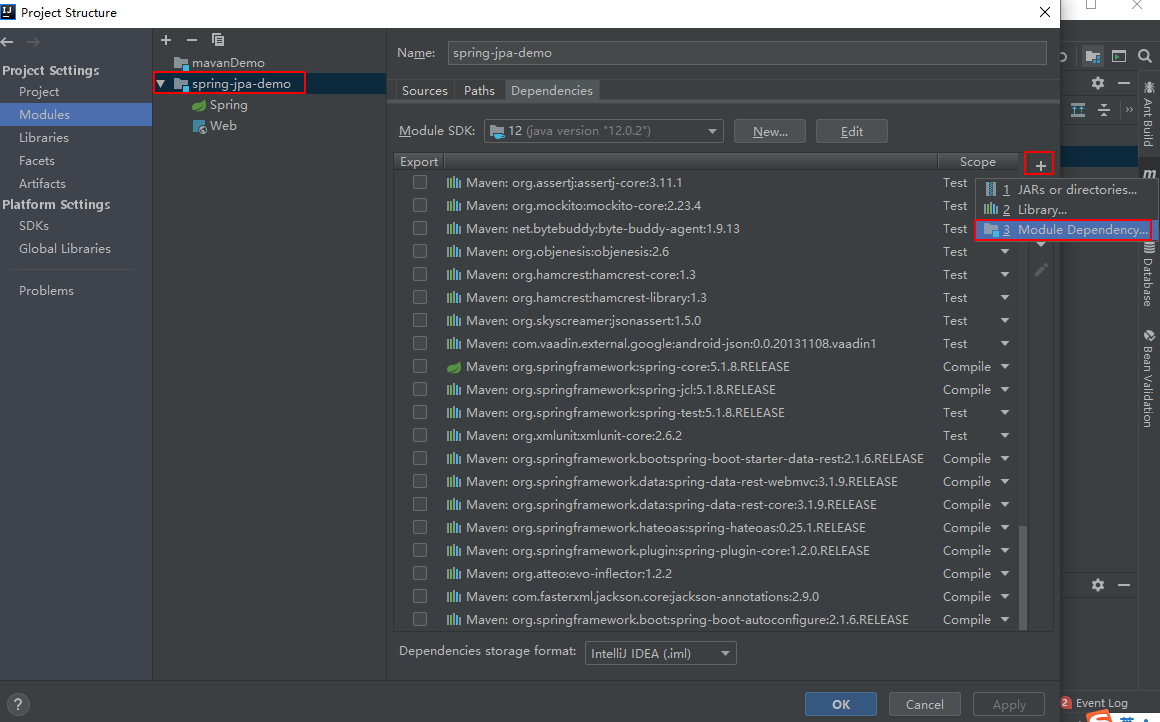 Project Structure
Project Settings
Project
Modules
Libraries
Facets
Artifacts
Platform Settings
SDKs
Global Libraries
Problems
mavanDemo
spring-jpa-demo
Spring
Web
Name: spring-jpa-demo
Sources Paths Dependencies
Module SDK: 12 (java version "12.0.2") New... Edit
Export Scope
Maven: org.assertj:assertj-core:3.11.1 Test
Maven: org.mockito:mockito-core:2.23.4 Test
Maven: net.bytebuddy:byte-buddy-agent:1.9.13 Test
Maven: org.objenesis:objenesis:2.6 Test
Maven: org.hamcrest:hamcrest-core:1.3 Test
Maven: org.hamcrest:hamcrest-library:1.3 Test
Maven: org.skyscreamer:jsonassert:1.5.0 Test
Maven: com.vaadin.external.google:android-json:0.0.20131108.vaadin1 Test
Maven: org.springframework:spring-core:5.1.8.RELEASE Compile
Maven: org.springframework:spring-jcl:5.1.8.RELEASE Compile
Maven: org.springframework:spring-test:5.1.8.RELEASE Test
Maven: org.xmlunit:xmlunit-core:2.6.2 Test
Maven: org.springframework.boot:spring-boot-starter-data-rest:2.1.6.RELEASE Compile
Maven: org.springframework.data:spring-data-rest-webmvc:3.1.9.RELEASE Compile
Maven: org.springframework.data:spring-data-rest-core:3.1.9.RELEASE Compile
Maven: org.springframework.hateoas:spring-hateoas:0.25.1.RELEASE Compile
Maven: org.springframework.plugin:spring-plugin-core:1.2.0.RELEASE Compile
Maven: org.atteo:evo-inflector:1.2.2 Compile
Maven: com.fasterxml.jackson.core:jackson-annotations:2.9.0 Compile
Maven: org.springframework.boot:spring-boot-autoconfigure:2.1.6.RELEASE Compile
1 JARs or directories...
2 Library...
3 Module Dependency...
Dependencies storage format: IntelliJ IDEA (.iml)
? OK Cancel Apply
Ant Build
m
Database
Bean Validation
2 Event Log